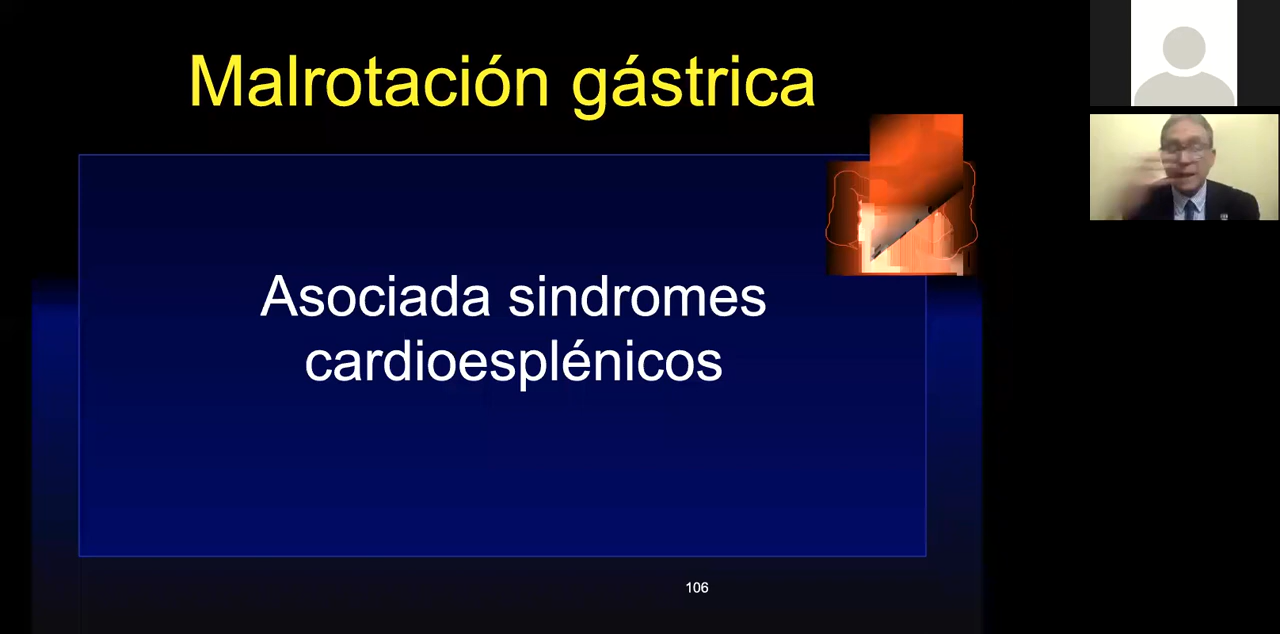 Malrotación gástrica
Asociada sindromes
cardioesplénicos
106